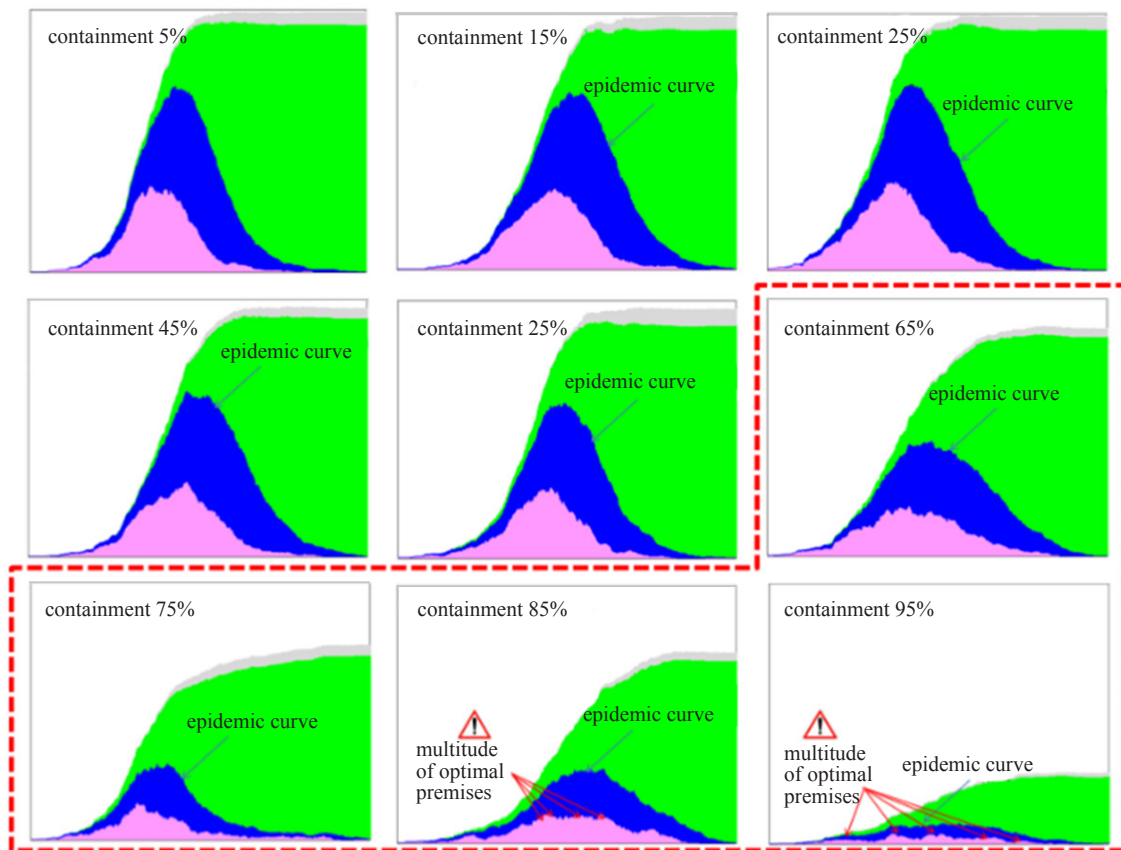 containment 5%
containment 15%
epidemic curve
containment 25%
epidemic curve
containment 45%
epidemic curve
containment 25%
epidemic curve
containment 65%
epidemic curve
containment 75%
epidemic curve
containment 85%
!
multitude
of optimal
premises
epidemic curve
containment 95%
!
multitude
of optimal
premises
epidemic curve